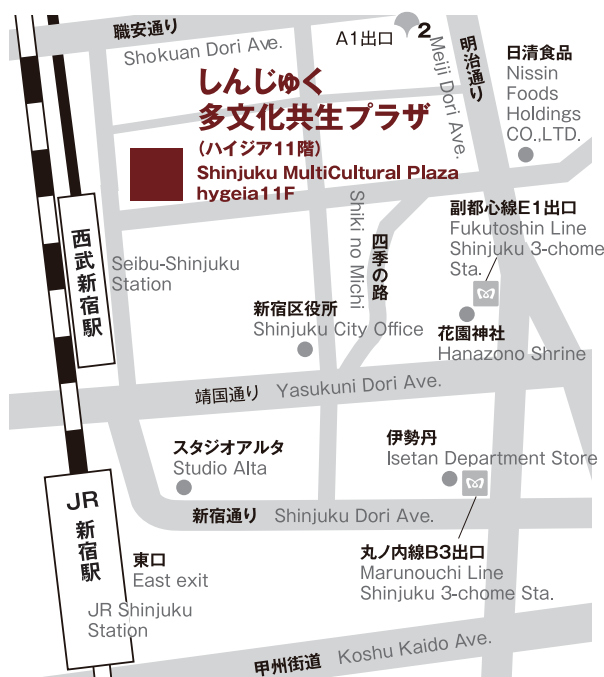 職安通り
Shokuan Dori Ave.
A1出口
2
Meiji Dori Ave.
明治通り
日清食品
Nissin
Foods
Holdings
CO.,LTD.
しんじゅく
多文化共生プラザ
(ハイジア11階)
Shinjuku MultiCultural Plaza
hygeia11F
西武新宿駅
Seibu-Shinjuku
Station
Shiki no Michi
四季の路
副都心線E1出口
Fukutoshin Line
Shinjuku 3-chome
Sta.
新宿区役所
Shinjuku City Office
花園神社
Hanazono Shrine
靖国通り Yasukuni Dori Ave.
スタジオアルタ
Studio Alta
伊勢丹
Isetan Department Store
新宿通り Shinjuku Dori Ave.
JR
新宿駅
東口
East exit
JR Shinjuku
Station
丸ノ内線B3出口
Marunouchi Line
Shinjuku 3-chome Sta.
甲州街道 Koshu Kaido Ave.